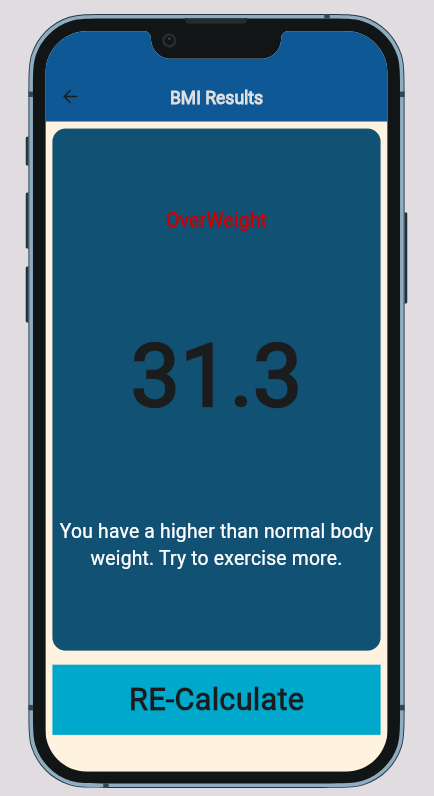 BMI Results
OverWeight
31.3
You have a higher than normal body
weight. Try to exercise more.
RE-Calculate